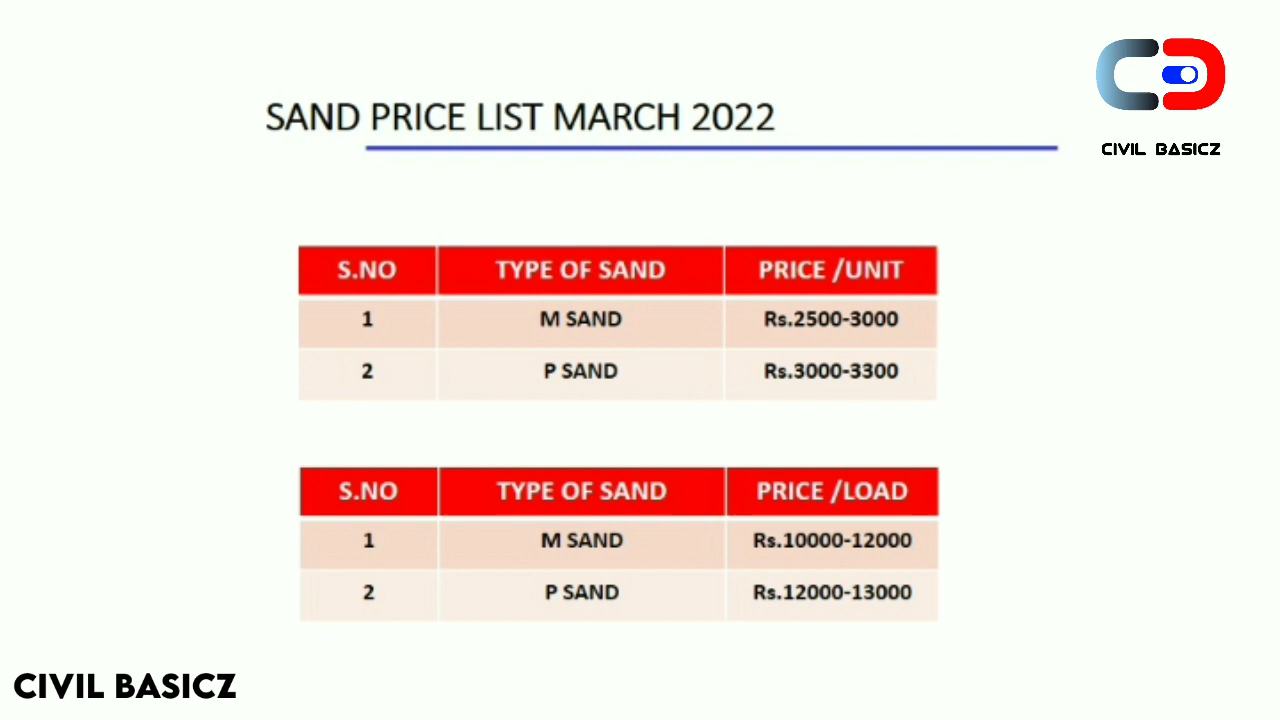 CIVIL BASICZ
SAND PRICE LIST MARCH 2022
S.NO TYPE OF SAND PRICE /UNIT
1 M SAND Rs.2500-3000
2 P SAND Rs.3000-3300
S.NO TYPE OF SAND PRICE /LOAD
1 M SAND Rs.10000-12000
2 P SAND Rs.12000-13000
CIVIL BASICZ